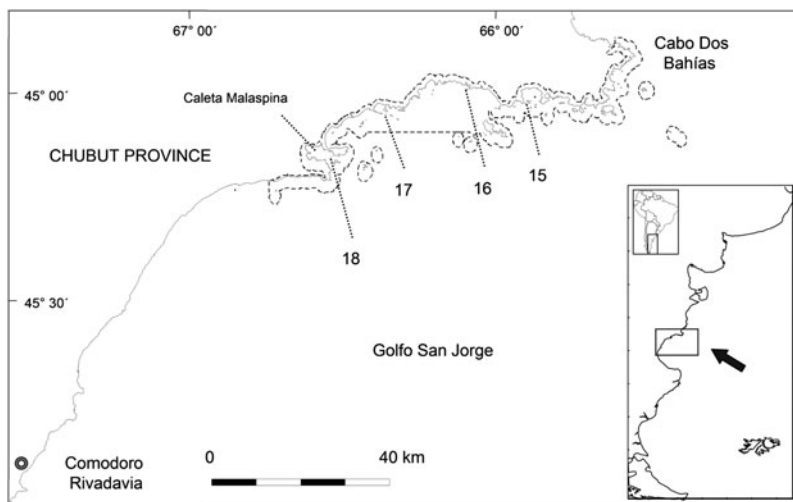 67° 00´
66° 00´
Cabo Dos
Bahías
45° 00´
Caleta Malaspina
CHUBUT PROVINCE
17
16
15
18
45° 30´
Golfo San Jorge
Comodoro
Rivadavia
0
40 km